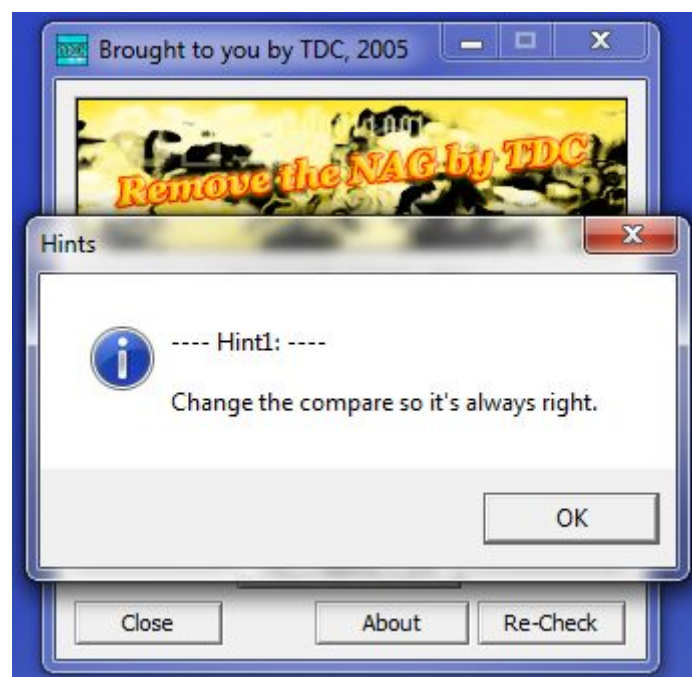 Brought to you by TDC, 2005
Remove the NAG by TDC
Hints
---- Hint1: ----
Change the compare so it's always right.
OK
Close
About
Re-Check